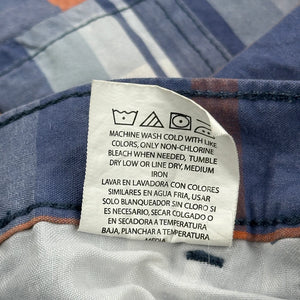 MACHINE WASH COLD WITH LIKE
COLORS, ONLY NON-CHLORINE
BLEACH WHEN NEEDED, TUMBLE
DRY LOW OR LINE DRY, MEDIUM
IRON
LAVAR EN LAVADORA CON COLORES
SIMILARES EN AGUA FRIA, USAR
SOLO BLANQUEADOR SIN CLORO SI
ES NECESARIO, SECAR COLGADO O
EN SECADORA A TEMPERATURA
BAJA, PLANCHAR A TEMPERATURA
MEDIA